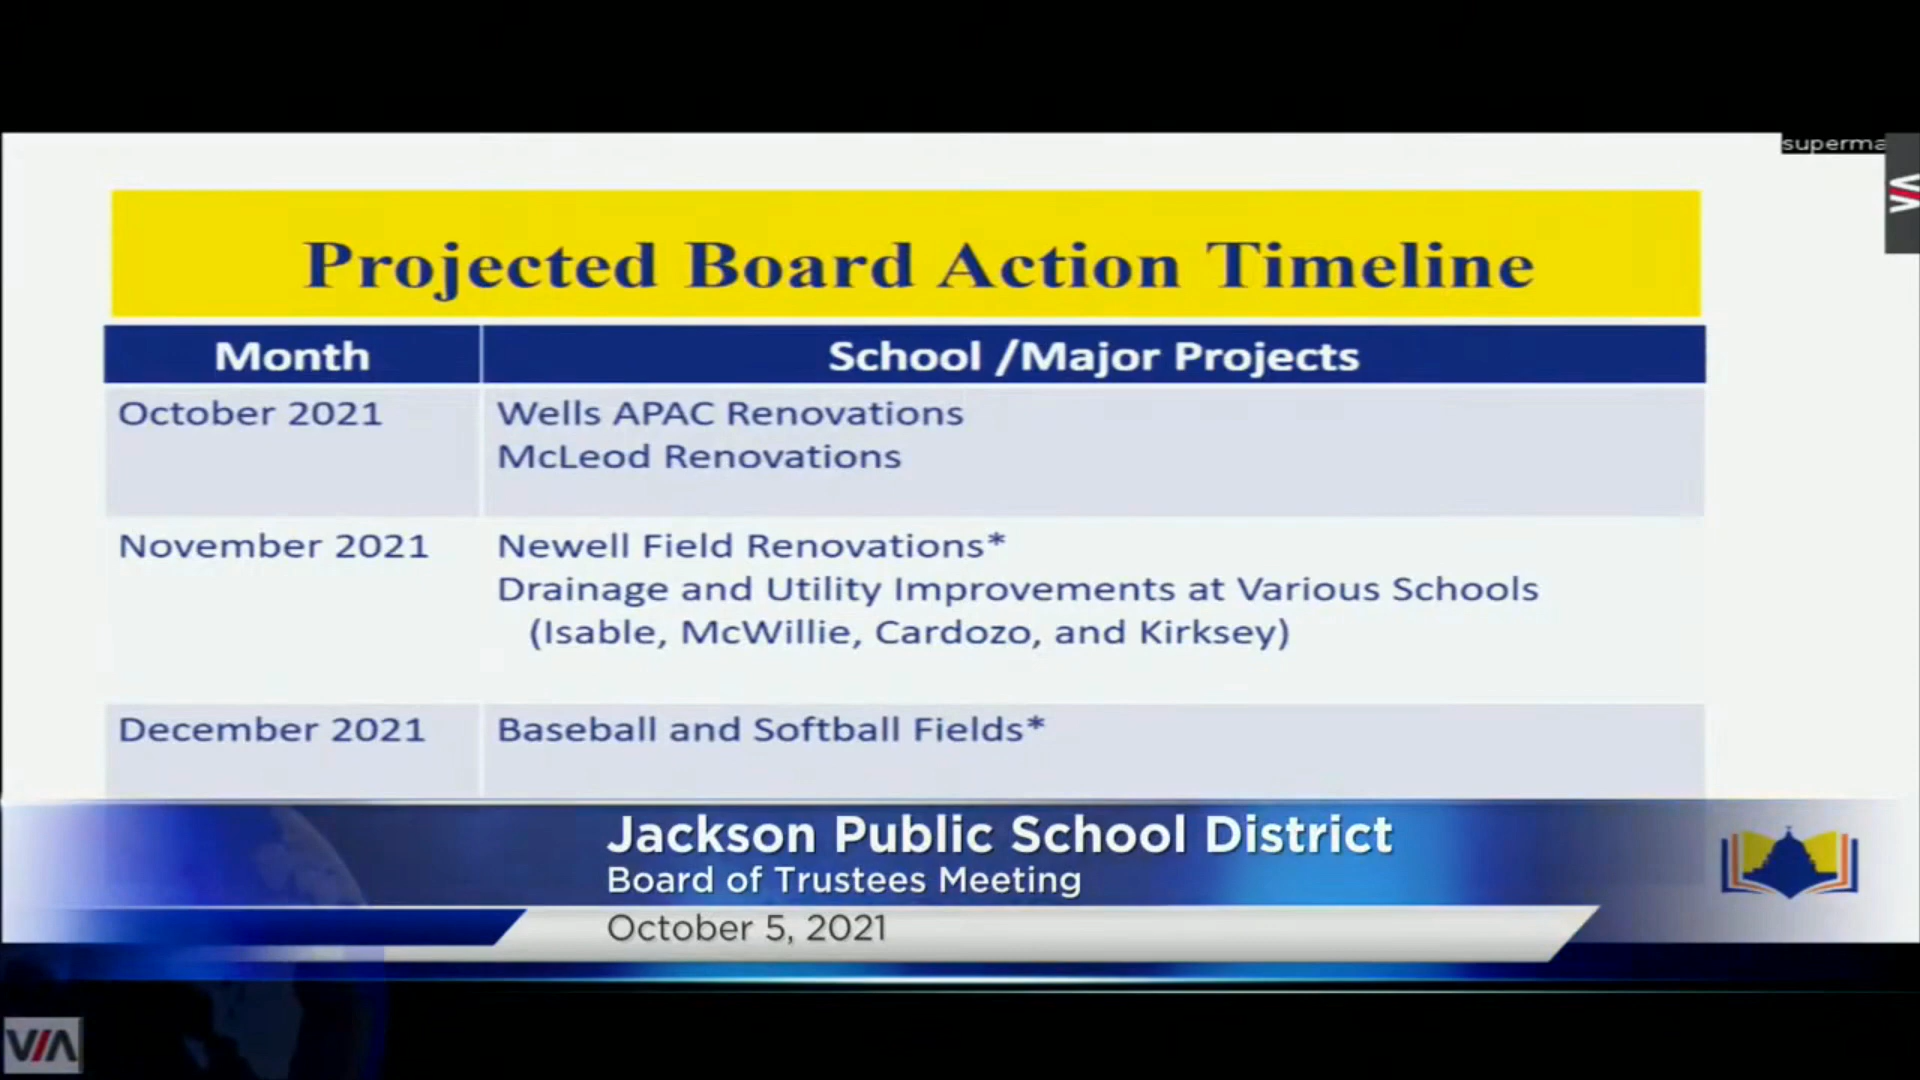 superma
Projected Board Action Timeline
Month
School /Major Projects
October 2021
Wells APAC Renovations
McLeod Renovations
November 2021
Newell Field Renovations*
Drainage and Utility Improvements at Various Schools
(Isable, McWillie, Cardozo, and Kirksey)
December 2021
Baseball and Softball Fields*
Jackson Public School District
Board of Trustees Meeting
October 5, 2021
VIA